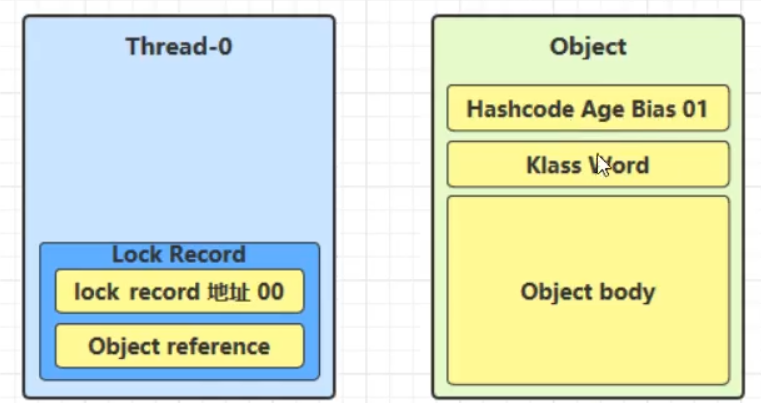 Thread-0
Lock Record
lock record 地址 00
Object reference
Object
Hashcode Age Bias 01
Klass Word
Object body